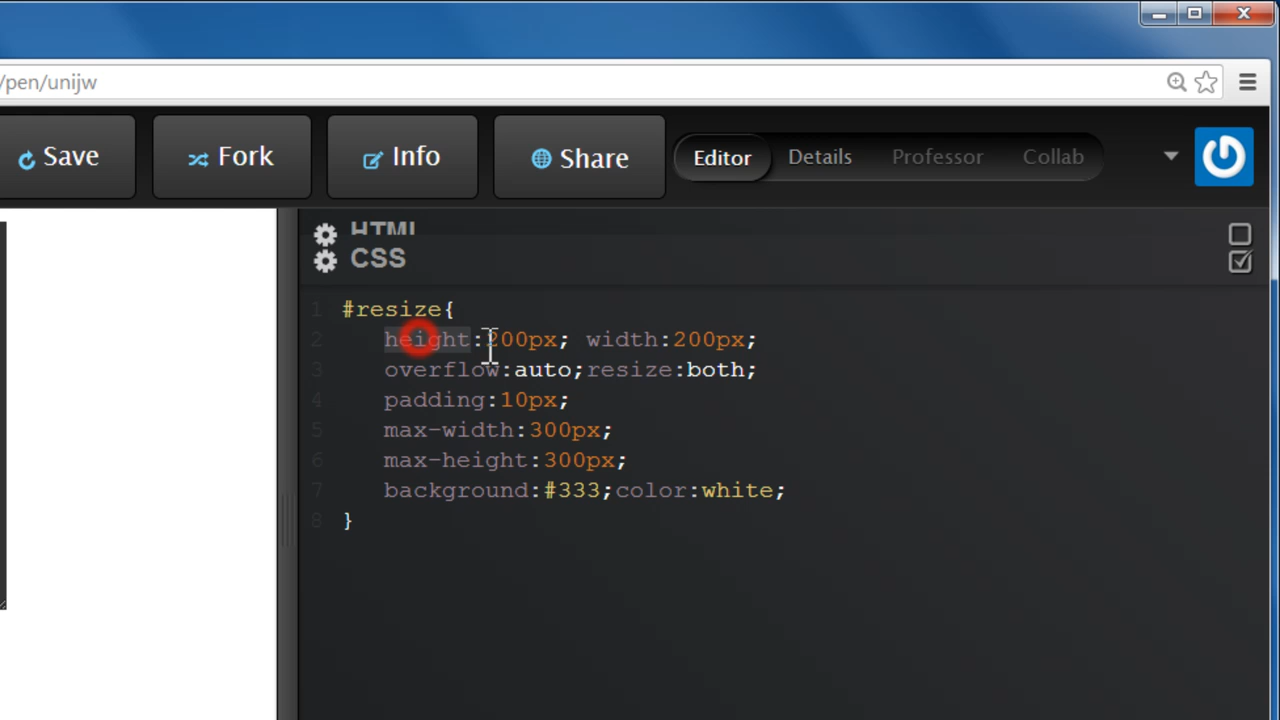 /pen/unijw
Save
Fork
Info
Share
Editor
Details
Professor
Collab
HTML
CSS
1 #resize{
2 height:200px; width:200px;
3 overflow:auto;resize:both;
4 padding:10px;
5 max-width:300px;
6 max-height:300px;
7 background:#333;color:white;
8 }